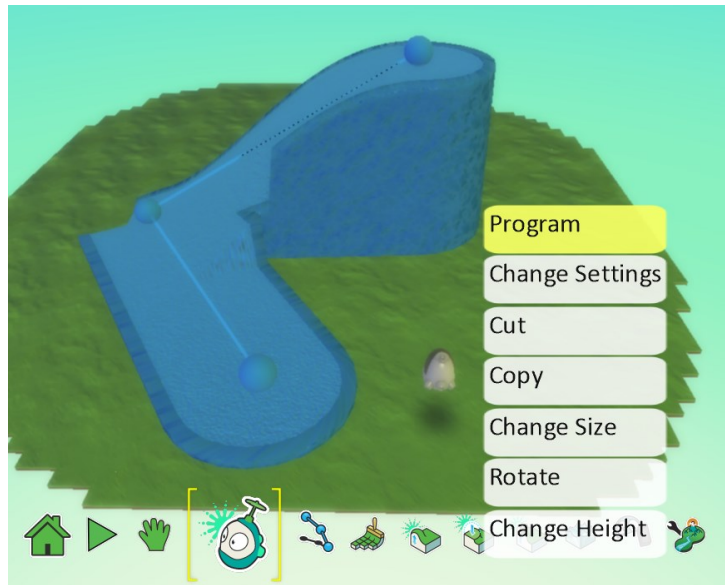 Program
Change Settings
Cut
Copy
Change Size
Rotate
Change Height